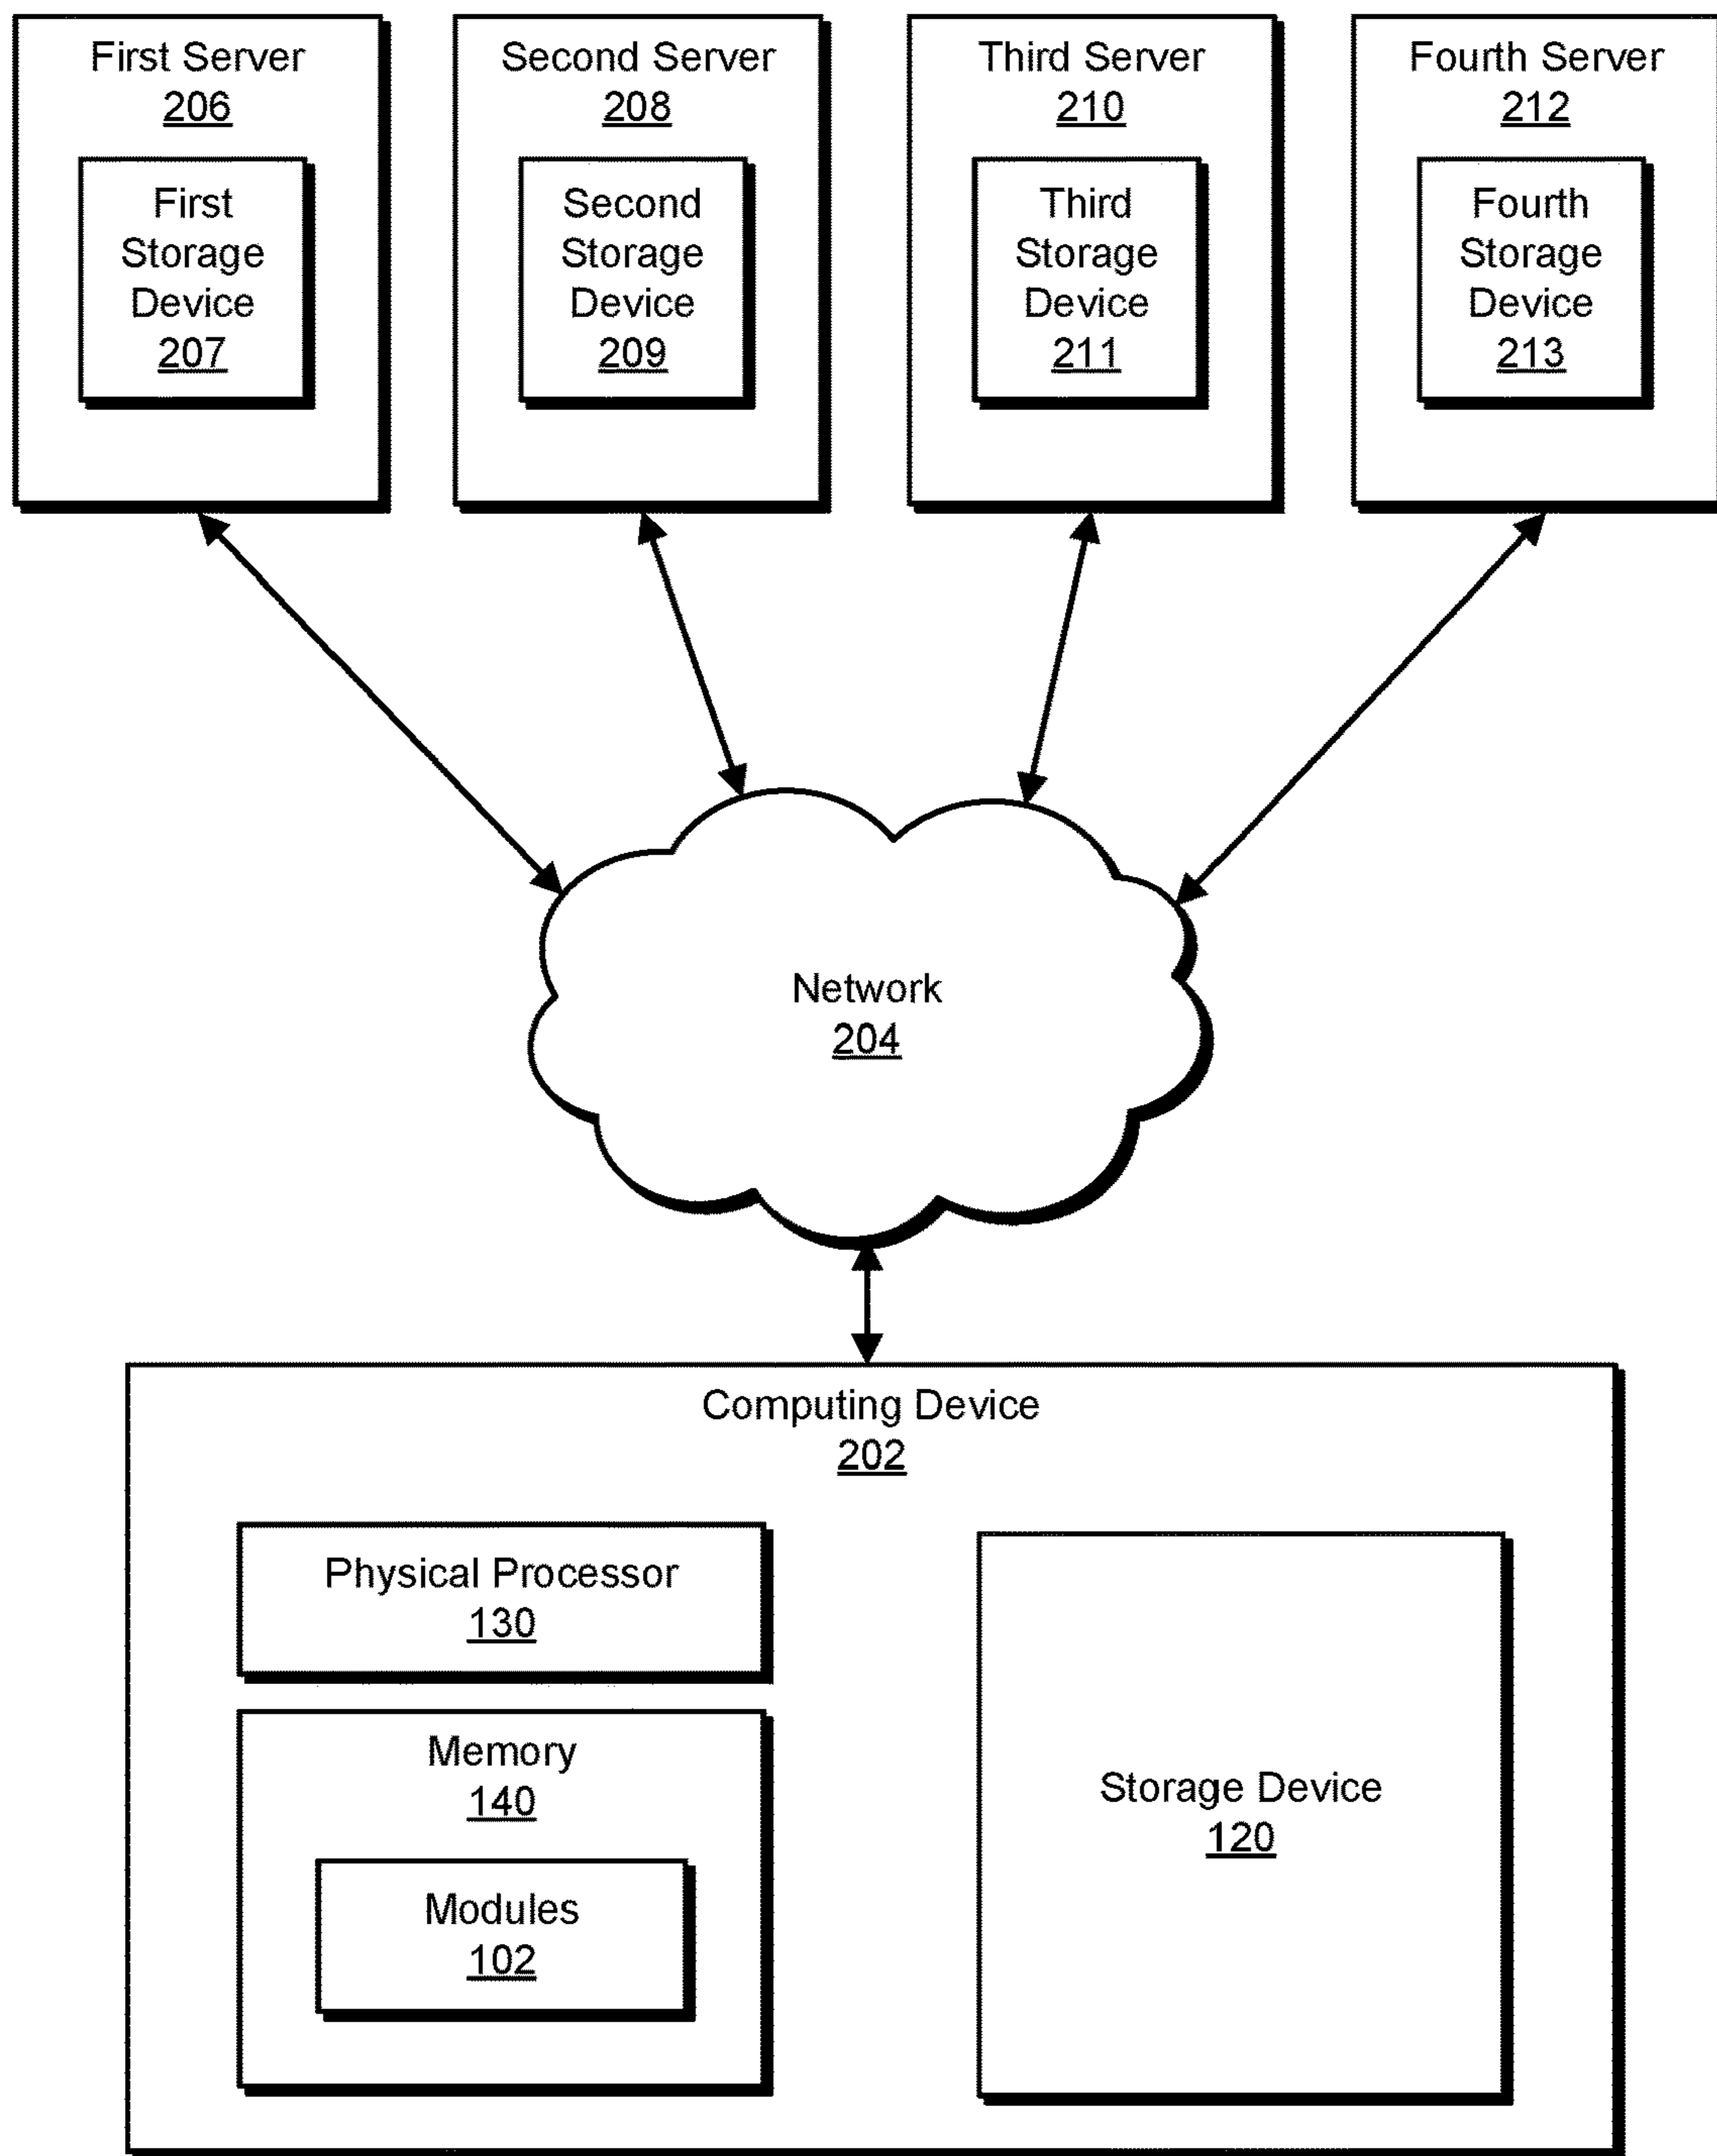 First Server
206
First
Storage
Device
207
Second Server
208
Second
Storage
Device
209
Third Server
210
Third
Storage
Device
211
Fourth Server
212
Fourth
Storage
Device
213
Network
204
Computing Device
202
Physical Processor
130
Memory
140
Modules
102
Storage Device
120